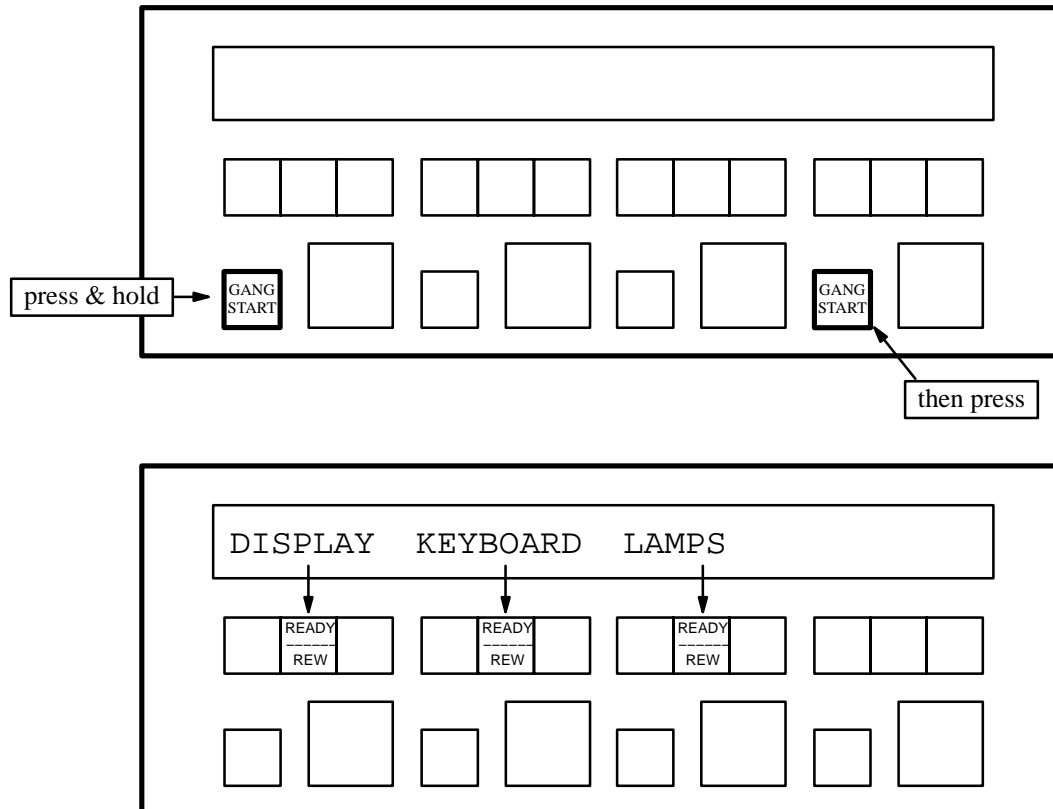 press & hold
GANG
START
GANG
START
then press
DISPLAY KEYBOARD LAMPS
READY
------
REW
READY
------
REW
READY
------
REW